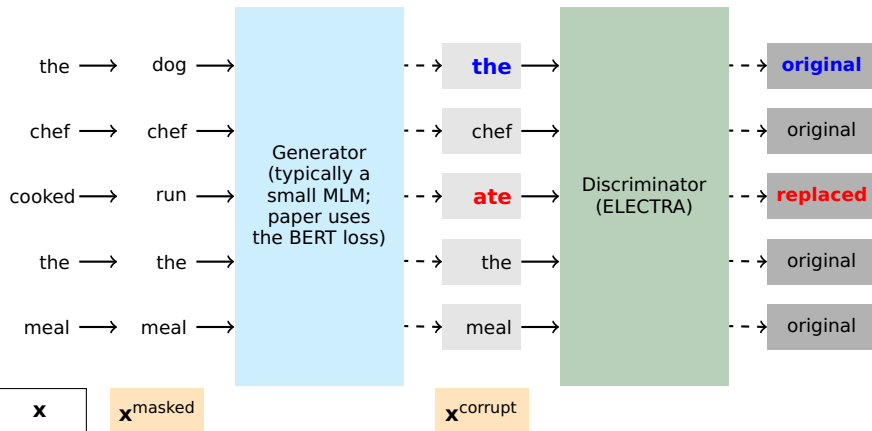 the dog the original
chef chef chef original
Generator
(typically a
small MLM;
paper uses
the BERT loss)
cooked run ate replaced
Discriminator
(ELECTRA)
the the the original
meal meal meal original
x x^masked x^corrupt